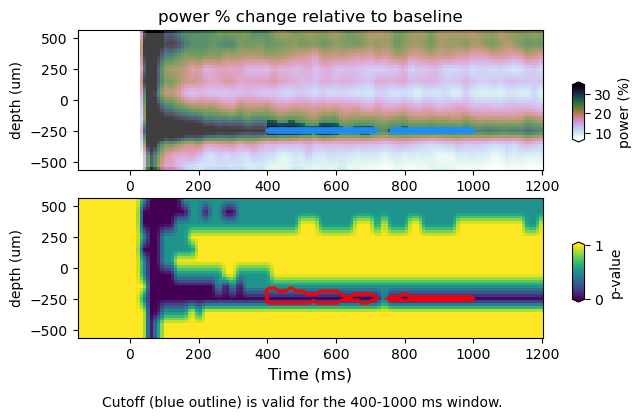 power % change relative to baseline
500
250
0
−250
−500
depth (um)
0 200 400 600 800 1000 1200
30
20
10
power (%)
500
250
0
−250
−500
depth (um)
0 200 400 600 800 1000 1200
1
0
p-value
Time (ms)
Cutoff (blue outline) is valid for the 400-1000 ms window.